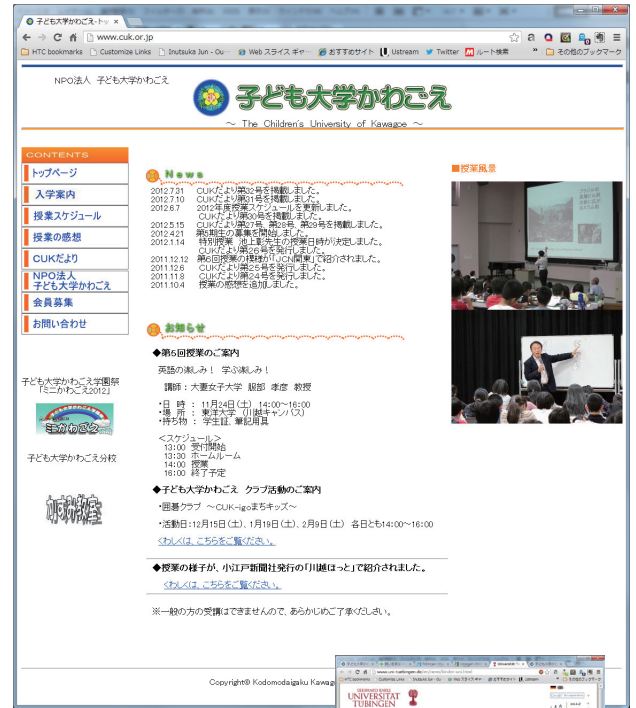 子ども大学かわごえ-トッ
www.cuk.or.jp
HTC bookmarks Customize Links Inutsuka Jun - Ou… Web スライス ギャー おすすめサイト Ustream Twitter ルート検索 » その他のブックマーク
NPO法人 子ども大学かわごえ
子ども大学かわごえ
～ The Children's University of Kawagoe ～
CONTENTS
トップページ
入学案内
授業スケジュール
授業の感想
CUKだより
NPO法人
子ども大学かわごえ
会員募集
お問い合わせ
子ども大学かわごえ学園祭
「ミニかわごえ2012」
ミニかわごえ
子ども大学かわごえ分校
かすみ教室
News
2012.7.31 CUKだより第32号を掲載しました。
2012.7.10 CUKだより第31号を掲載しました。
2012.6.7 2012年度授業スケジュールを更新しました。
CUKだより第30号を掲載しました。
2012.5.15 CUKだより第27号、第28号、第29号を掲載しました。
2012.4.21 第5期生の募集を開始しました。
2012.1.14 特別授業 池上彰先生の授業日時が決定しました。
CUKだより第26号を発行しました。
2011.12.12 第6回授業の模様が「JCN関東」で紹介されました。
2011.12.6 CUKだより第25号を発行しました。
2011.11.8 CUKだより第24号を発行しました。
2011.10.4 授業の感想を追加しました。
お知らせ
◆第6回授業のご案内
英語の楽しみ！ 学ぶ楽しみ！
講師：大妻女子大学 服部 孝彦 教授
・日 時 ： 11月24日（土） 14:00～16:00
・場 所 ： 東洋大学 （川越キャンパス）
・持ち物 ： 学生証、筆記用具
＜スケジュール＞
13:00 受付開始
13:30 ホームルーム
14:00 授業
16:00 終了予定
◆子ども大学かわごえ クラブ活動のご案内
・囲碁クラブ ～CUK-igoまちキッズ～
・活動日：12月15日（土）、1月19日（土）、2月9日（土） 各日とも14:00～16:00
くわしくは、こちらをご覧ください。
◆授業の様子が、小江戸新聞社発行の「川越ほっと」で紹介されました。
くわしくは、こちらをご覧ください。
※一般の方の受講はできませんので、あらかじめご了承ください。
■授業風景
Copyright© Kodomodaigaku Kawag
UNIVERSITAT
TUBINGEN